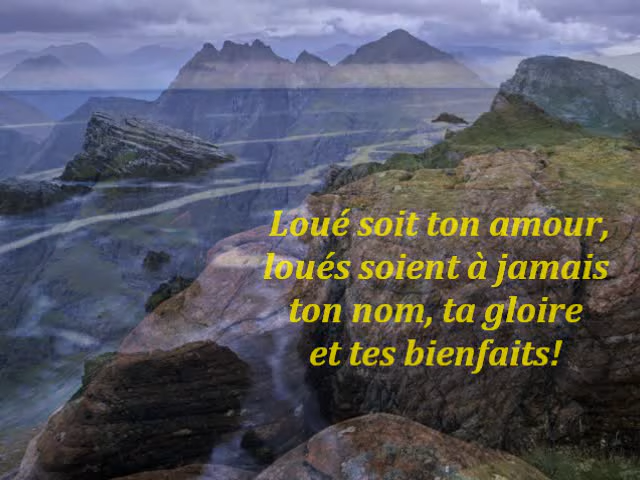 Loué soit ton amour,
loués soient à jamais
ton nom, ta gloire
et tes bienfaits!